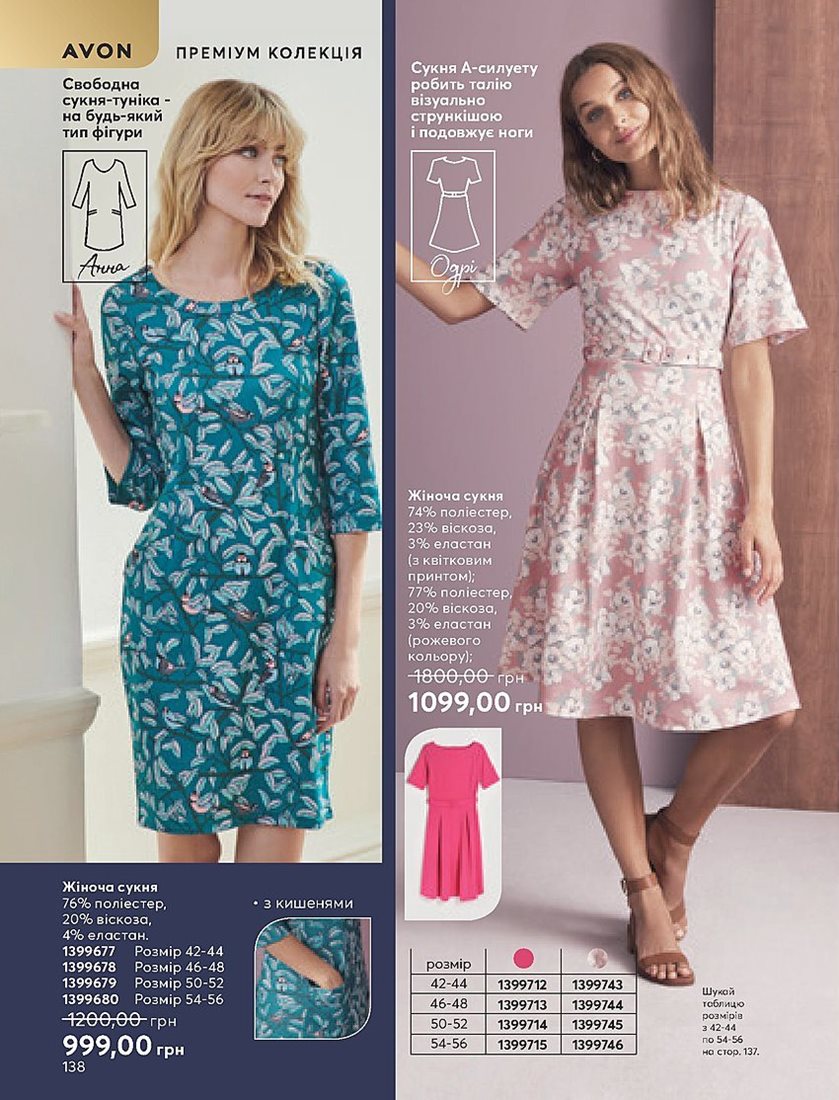 AVON
ПРЕМІУМ КОЛЕКЦІЯ
Свободна
сукня-туніка -
на будь-який
тип фігури
Анна
Жіноча сукня
76% поліестер,
20% віскоза,
4% еластан.
1399677 Розмір 42-44
1399678 Розмір 46-48
1399679 Розмір 50-52
1399680 Розмір 54-56
1200,00 грн
999,00 грн
138
• з кишенями
Сукня А-силуету
робить талію
візуально
стрункішою
і подовжує ноги
Одрі
Жіноча сукня
74% поліестер,
23% віскоза,
3% еластан
(з квітковим
принтом);
77% поліестер,
20% віскоза,
3% еластан
(рожевого
кольору);
1800,00 грн
1099,00 грн
розмір
42-44 1399712 1399743
46-48 1399713 1399744
50-52 1399714 1399745
54-56 1399715 1399746
Шукай
таблицю
розмірів
з 42-44
по 54-56
на стор. 137.